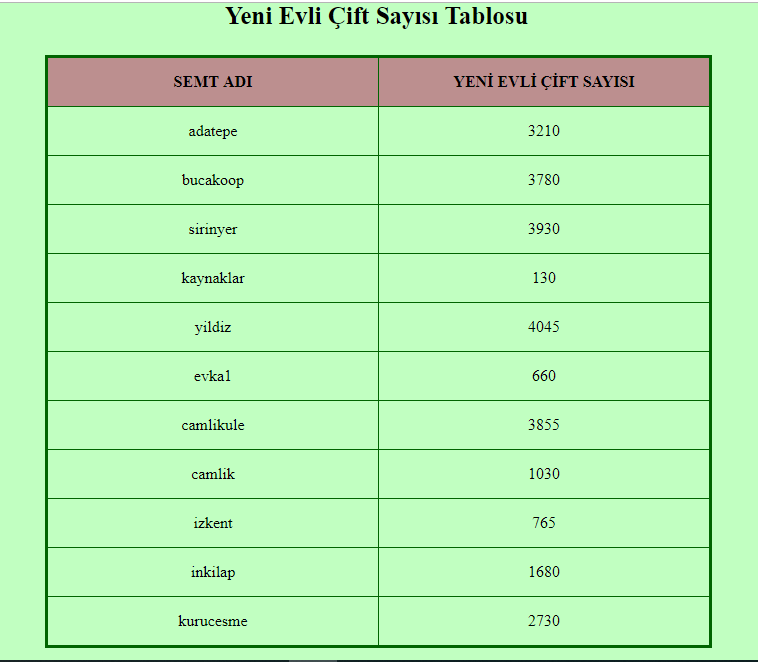 Yeni Evli Çift Sayısı Tablosu
SEMT ADI YENİ EVLİ ÇİFT SAYISI
adatepe 3210
bucakoop 3780
sirinyer 3930
kaynaklar 130
yildiz 4045
evka1 660
camlikule 3855
camlik 1030
izkent 765
inkilap 1680
kurucesme 2730